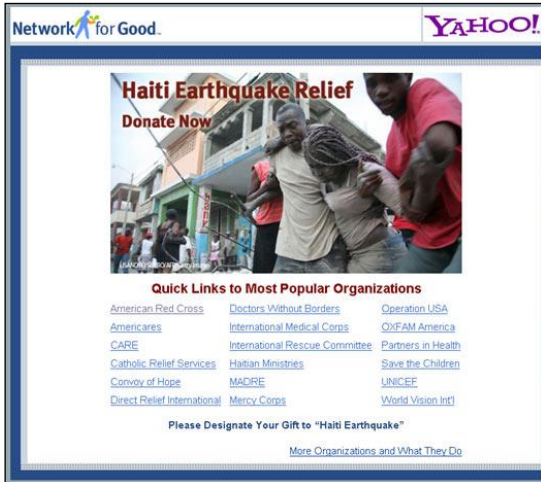 Network for Good.
YAHOO!
Haiti Earthquake Relief
Donate Now
Quick Links to Most Popular Organizations
American Red Cross Doctors Without Borders Operation USA
Americares International Medical Corps OXFAM America
CARE International Rescue Committee Partners in Health
Catholic Relief Services Haitian Ministries Save the Children
Convoy of Hope MADRE UNICEF
Direct Relief International Mercy Corps World Vision Int'l
Please Designate Your Gift to “Haiti Earthquake”
More Organizations and What They Do